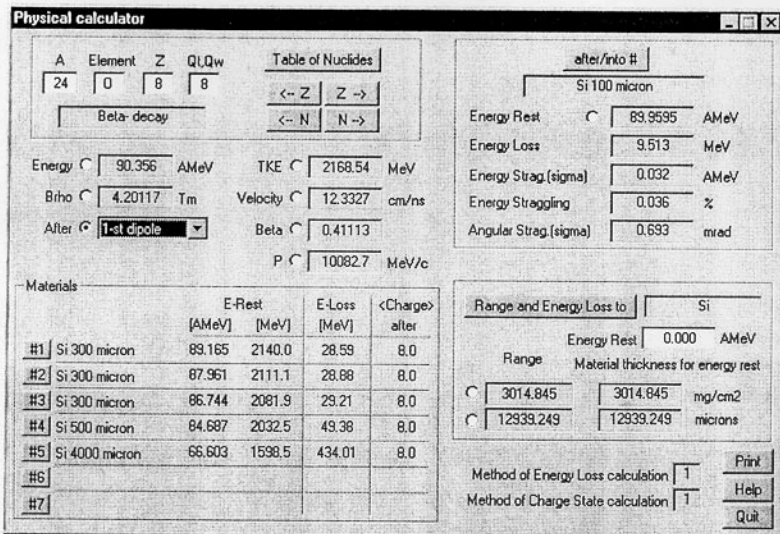 Physical calculator
A Element Z Q1,Qw
24 O 8 8
Beta- decay
Table of Nuclides
<-- Z Z -->
<-- N N -->
Energy 90.356 AMeV
Brho 4.20117 Tm
After 1-st dipole
TKE 2168.54 MeV
Velocity 12.3327 cm/ns
Beta 0.41113
P 10082.7 MeV/c
after/into #
Si 100 micron
Energy Rest 89.9595 AMeV
Energy Loss 9.513 MeV
Energy Strag.(sigma) 0.032 AMeV
Energy Straggling 0.036 %
Angular Strag.(sigma) 0.693 mrad
Materials
E-Rest E-Loss <Charge>
[AMeV] [MeV] [MeV] after
#1 Si 300 micron 89.165 2140.0 28.59 8.0
#2 Si 300 micron 87.961 2111.1 28.88 8.0
#3 Si 300 micron 86.744 2081.9 29.21 8.0
#4 Si 500 micron 84.687 2032.5 49.38 8.0
#5 Si 4000 micron 66.603 1598.5 434.01 8.0
#6
#7
Range and Energy Loss to Si
Energy Rest 0.000 AMeV
Range Material thickness for energy rest
3014.845 3014.845 mg/cm2
12939.249 12939.249 microns
Method of Energy Loss calculation 1
Method of Charge State calculation 1
Print
Help
Quit